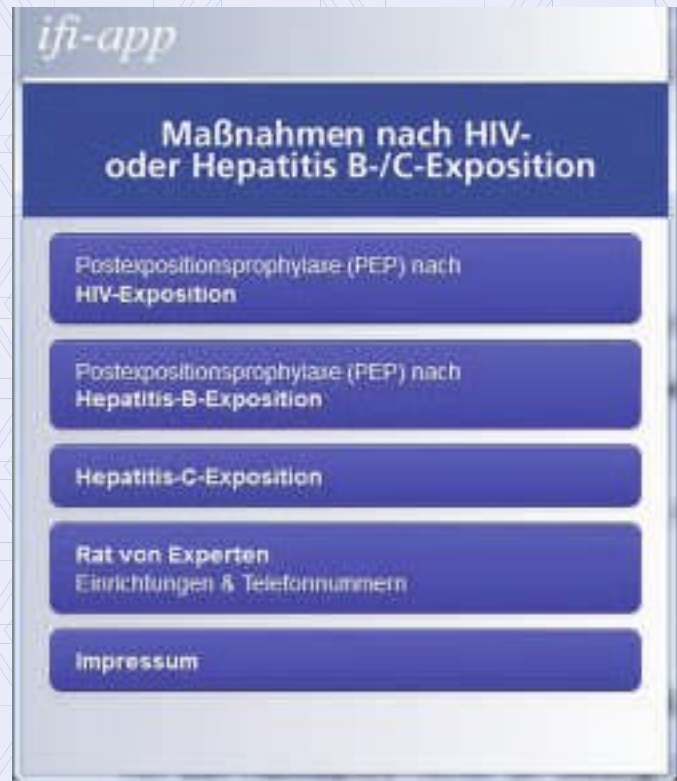 ifi-app
Maßnahmen nach HIV-
oder Hepatitis B-/C-Exposition
Postexpositionsprophylaxe (PEP) nach
HIV-Exposition
Postexpositionsprophylaxe (PEP) nach
Hepatitis-B-Exposition
Hepatitis-C-Exposition
Rat von Experten
Einrichtungen & Telefonnummern
Impressum